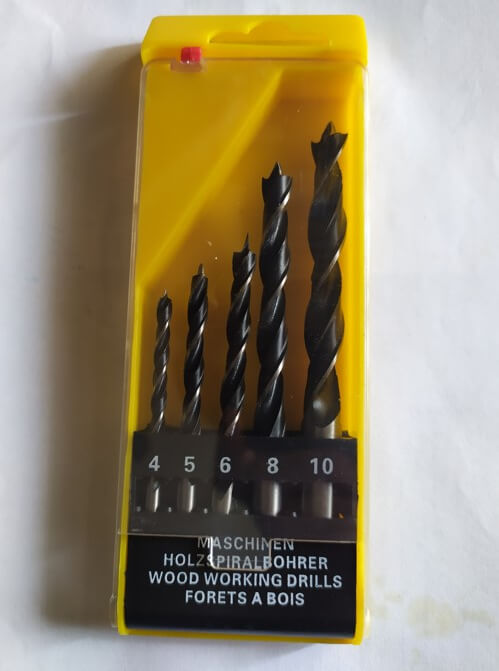 4 5 6 8 10
MASCHINEN
HOLZSPIRALBOHRER
WOOD WORKING DRILLS
FORETS A BOIS